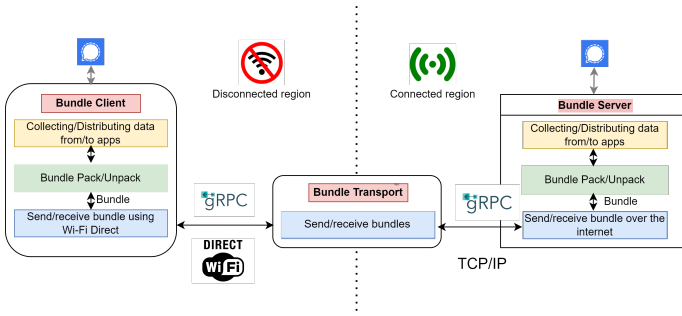 Disconnected region
Connected region
Bundle Client
Collecting/Distributing data
from/to apps
Bundle Pack/Unpack
Bundle
Send/receive bundle using
Wi-Fi Direct
gRPC
DIRECT
Wi Fi
Bundle Transport
Send/receive bundles
gRPC
TCP/IP
Bundle Server
Collecting/Distributing data
from/to apps
Bundle Pack/Unpack
Bundle
Send/receive bundle over the
internet